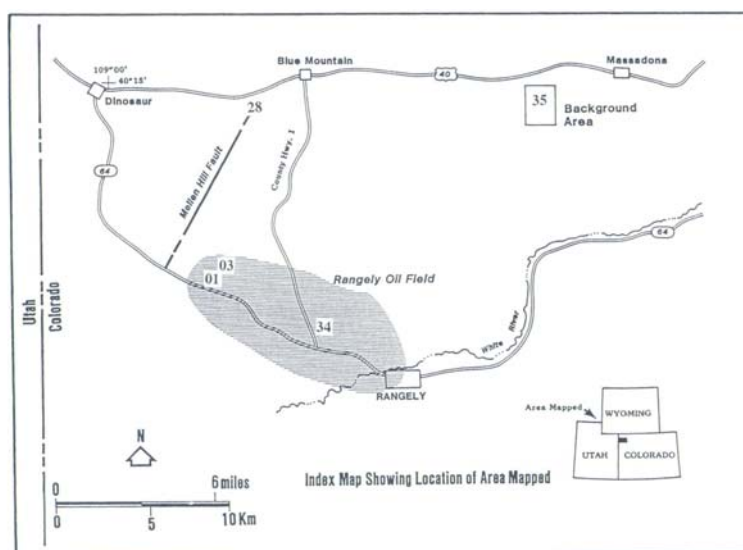 Blue Mountain
Massadona
109°00'
40°15'
40
Dinosaur
28
35
Background
Area
Mellen Hill Fault
County Hwy. 1
64
64
03
01
Rangely Oil Field
34
White River
Utah
Colorado
RANGELY
N
Area Mapped
WYOMING
UTAH
COLORADO
Index Map Showing Location of Area Mapped
0
6 miles
0
5
10 Km